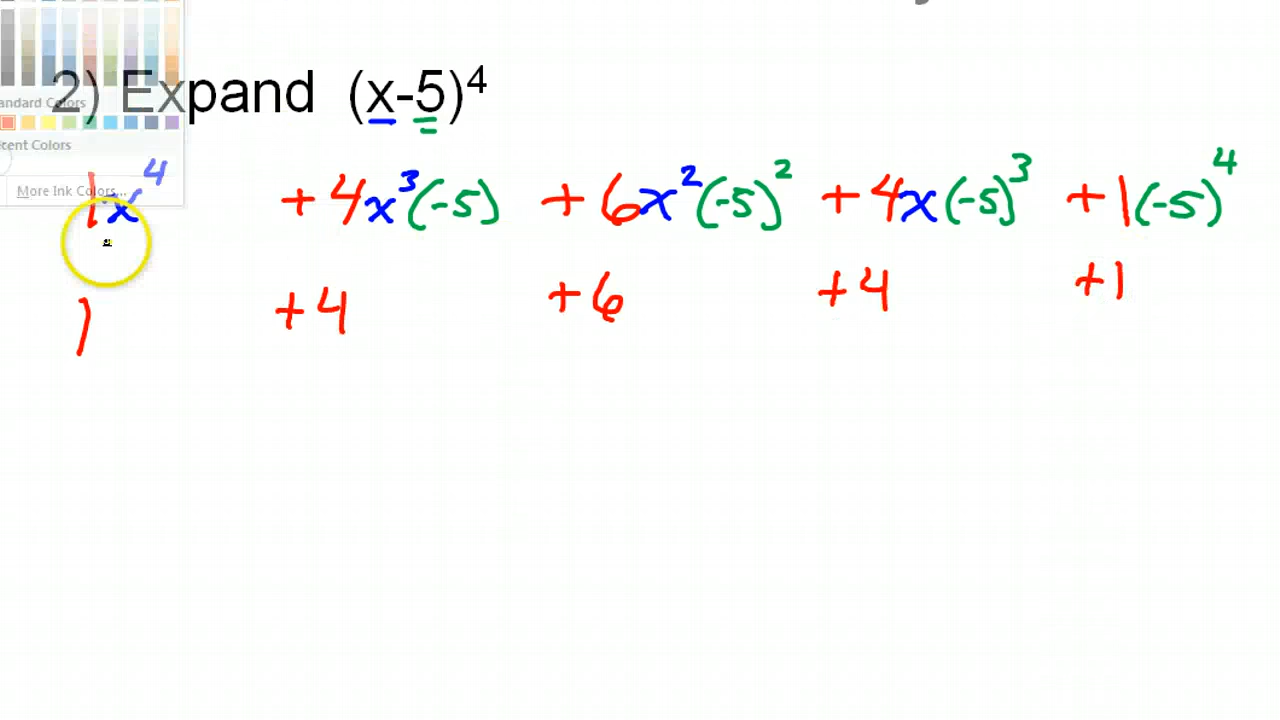 2) Expand (x-5)⁴
andard Colors
cent Colors
More Ink Colors...
1x⁴ + 4x³(-5) + 6x²(-5)² + 4x(-5)³ + 1(-5)⁴
1 + 4 + 6 + 4 + 1